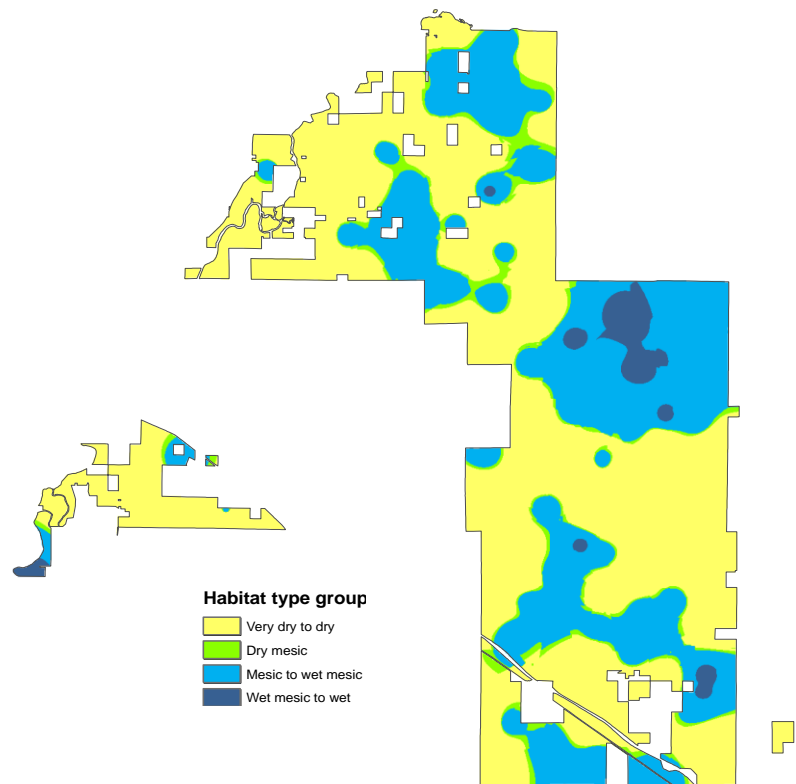 Habitat type group
Very dry to dry
Dry mesic
Mesic to wet mesic
Wet mesic to wet